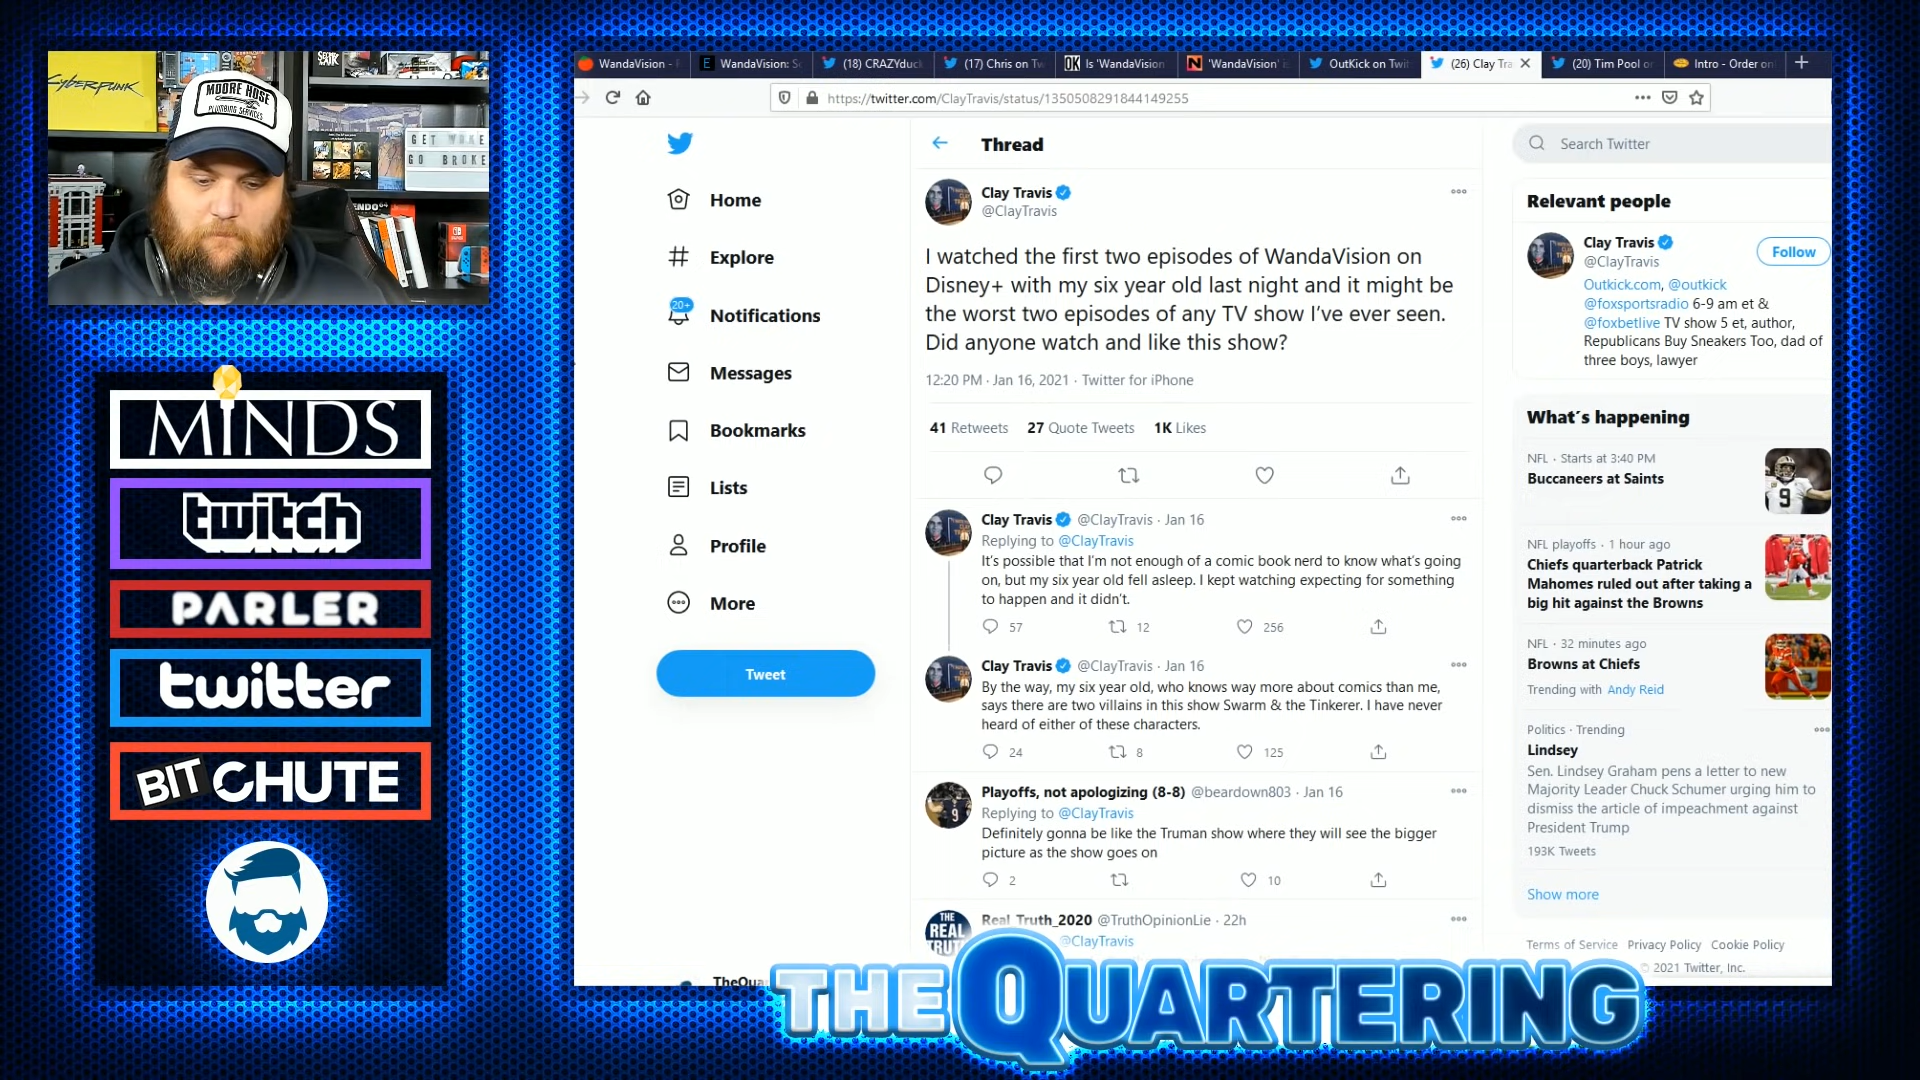 CYBERPUNK
MOORE HOSE
PLUMBING SERVICES
GET WOKE
GO BROKE
MINDS
twitch
PARLER
twitter
BITCHUTE
WandaVision -
WandaVision:
(18) CRAZYduck
(17) Chris on Tw
Is 'WandaVision
'WandaVision'
OutKick on Twit
(26) Clay Tra
(20) Tim Pool o
Intro - Order on
https://twitter.com/ClayTravis/status/1350508291844149255
Home
Explore
20+
Notifications
Messages
Bookmarks
Lists
Profile
More
Tweet
TheQua
Thread
Clay Travis
@ClayTravis
I watched the first two episodes of WandaVision on
Disney+ with my six year old last night and it might be
the worst two episodes of any TV show I've ever seen.
Did anyone watch and like this show?
12:20 PM · Jan 16, 2021 · Twitter for iPhone
41 Retweets 27 Quote Tweets 1K Likes
Clay Travis @ClayTravis · Jan 16
Replying to @ClayTravis
It's possible that I'm not enough of a comic book nerd to know what's going
on, but my six year old fell asleep. I kept watching expecting for something
to happen and it didn't.
57 12 256
Clay Travis @ClayTravis · Jan 16
By the way, my six year old, who knows way more about comics than me,
says there are two villains in this show Swarm & the Tinkerer. I have never
heard of either of these characters.
24 8 125
Playoffs, not apologizing (8-8) @beardown803 · Jan 16
Replying to @ClayTravis
Definitely gonna be like the Truman show where they will see the bigger
picture as the show goes on
2 10
THE
REAL
Real_Truth_2020 @TruthOpinionLie · 22h
@ClayTravis
Search Twitter
Relevant people
Clay Travis
@ClayTravis
Follow
Outkick.com, @outkick
@foxsportsradio 6-9 am et &
@foxbetlive TV show 5 et, author,
Republicans Buy Sneakers Too, dad of
three boys, lawyer
What's happening
NFL · Starts at 3:40 PM
Buccaneers at Saints
NFL playoffs · 1 hour ago
Chiefs quarterback Patrick
Mahomes ruled out after taking a
big hit against the Browns
NFL · 32 minutes ago
Browns at Chiefs
Trending with Andy Reid
Politics · Trending
Lindsey
Sen. Lindsey Graham pens a letter to new
Majority Leader Chuck Schumer urging him to
dismiss the article of impeachment against
President Trump
193K Tweets
Show more
Terms of Service Privacy Policy Cookie Policy
© 2021 Twitter, Inc.
THE QUARTERING